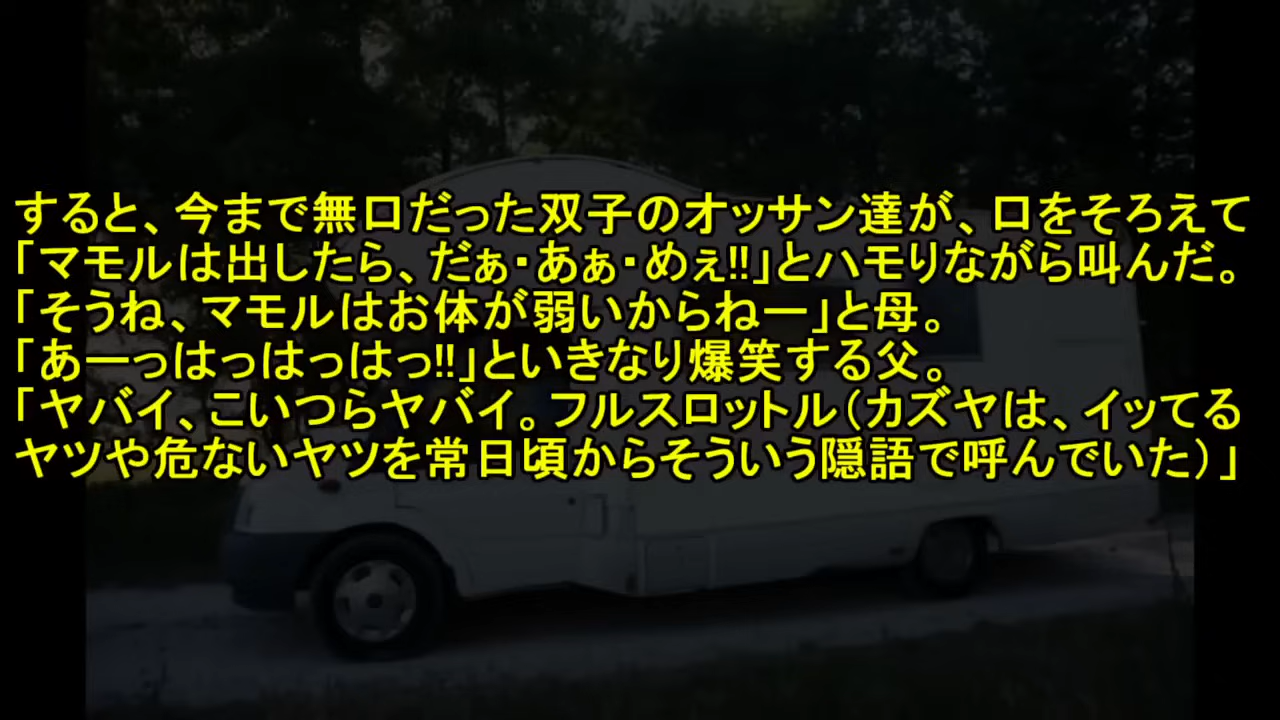 すると、今まで無口だった双子のオッサン達が、口をそろえて
「マモルは出したら、だぁ・あぁ・めぇ!!」とハモりながら叫んだ。
「そうね、マモルはお体が弱いからねー」と母。
「あーっはっはっはっ!!」といきなり爆笑する父。
「ヤバイ、こいつらヤバイ。フルスロットル（カズヤは、イッてる
ヤツや危ないヤツを常日頃からそういう隠語で呼んでいた）」